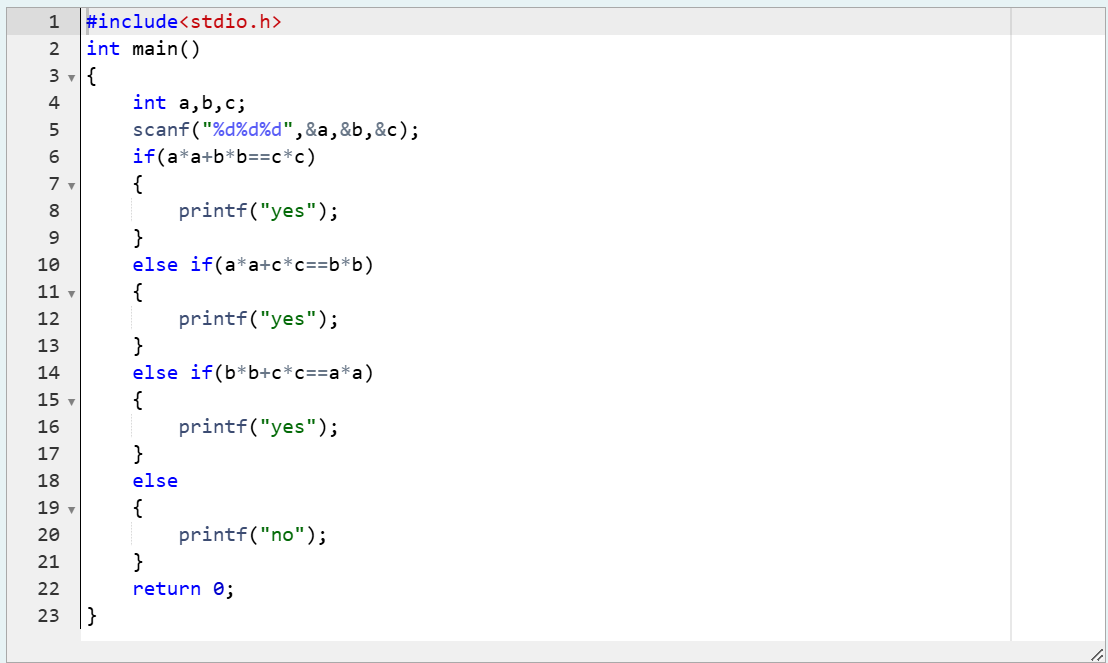 1 #include<stdio.h>
2 int main()
3 {
4     int a,b,c;
5     scanf("%d%d%d",&a,&b,&c);
6     if(a*a+b*b==c*c)
7     {
8         printf("yes");
9     }
10     else if(a*a+c*c==b*b)
11     {
12         printf("yes");
13     }
14     else if(b*b+c*c==a*a)
15     {
16         printf("yes");
17     }
18     else
19     {
20         printf("no");
21     }
22     return 0;
23 }